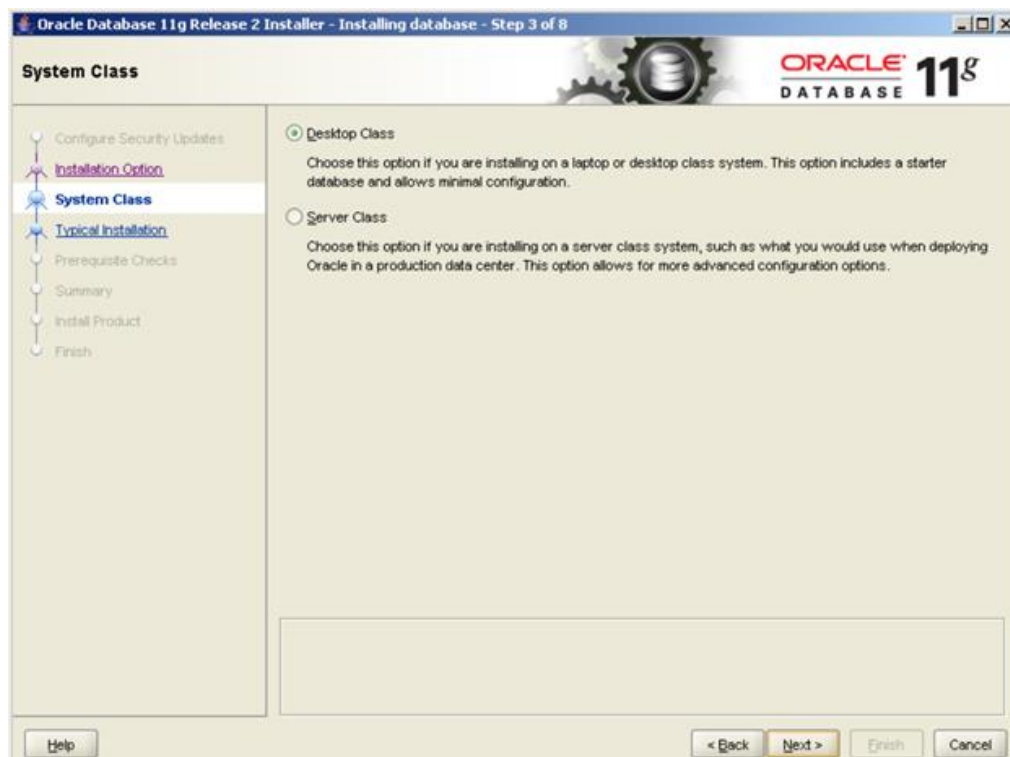 Oracle Database 11g Release 2 Installer - Installing database - Step 3 of 8
System Class
ORACLE
DATABASE
11g
Configure Security Updates
Installation Option
System Class
Typical Installation
Prerequisite Checks
Summary
Install Product
Finish
Desktop Class
Choose this option if you are installing on a laptop or desktop class system. This option includes a starter
database and allows minimal configuration.
Server Class
Choose this option if you are installing on a server class system, such as what you would use when deploying
Oracle in a production data center. This option allows for more advanced configuration options.
Help
< Back
Next >
Finish
Cancel